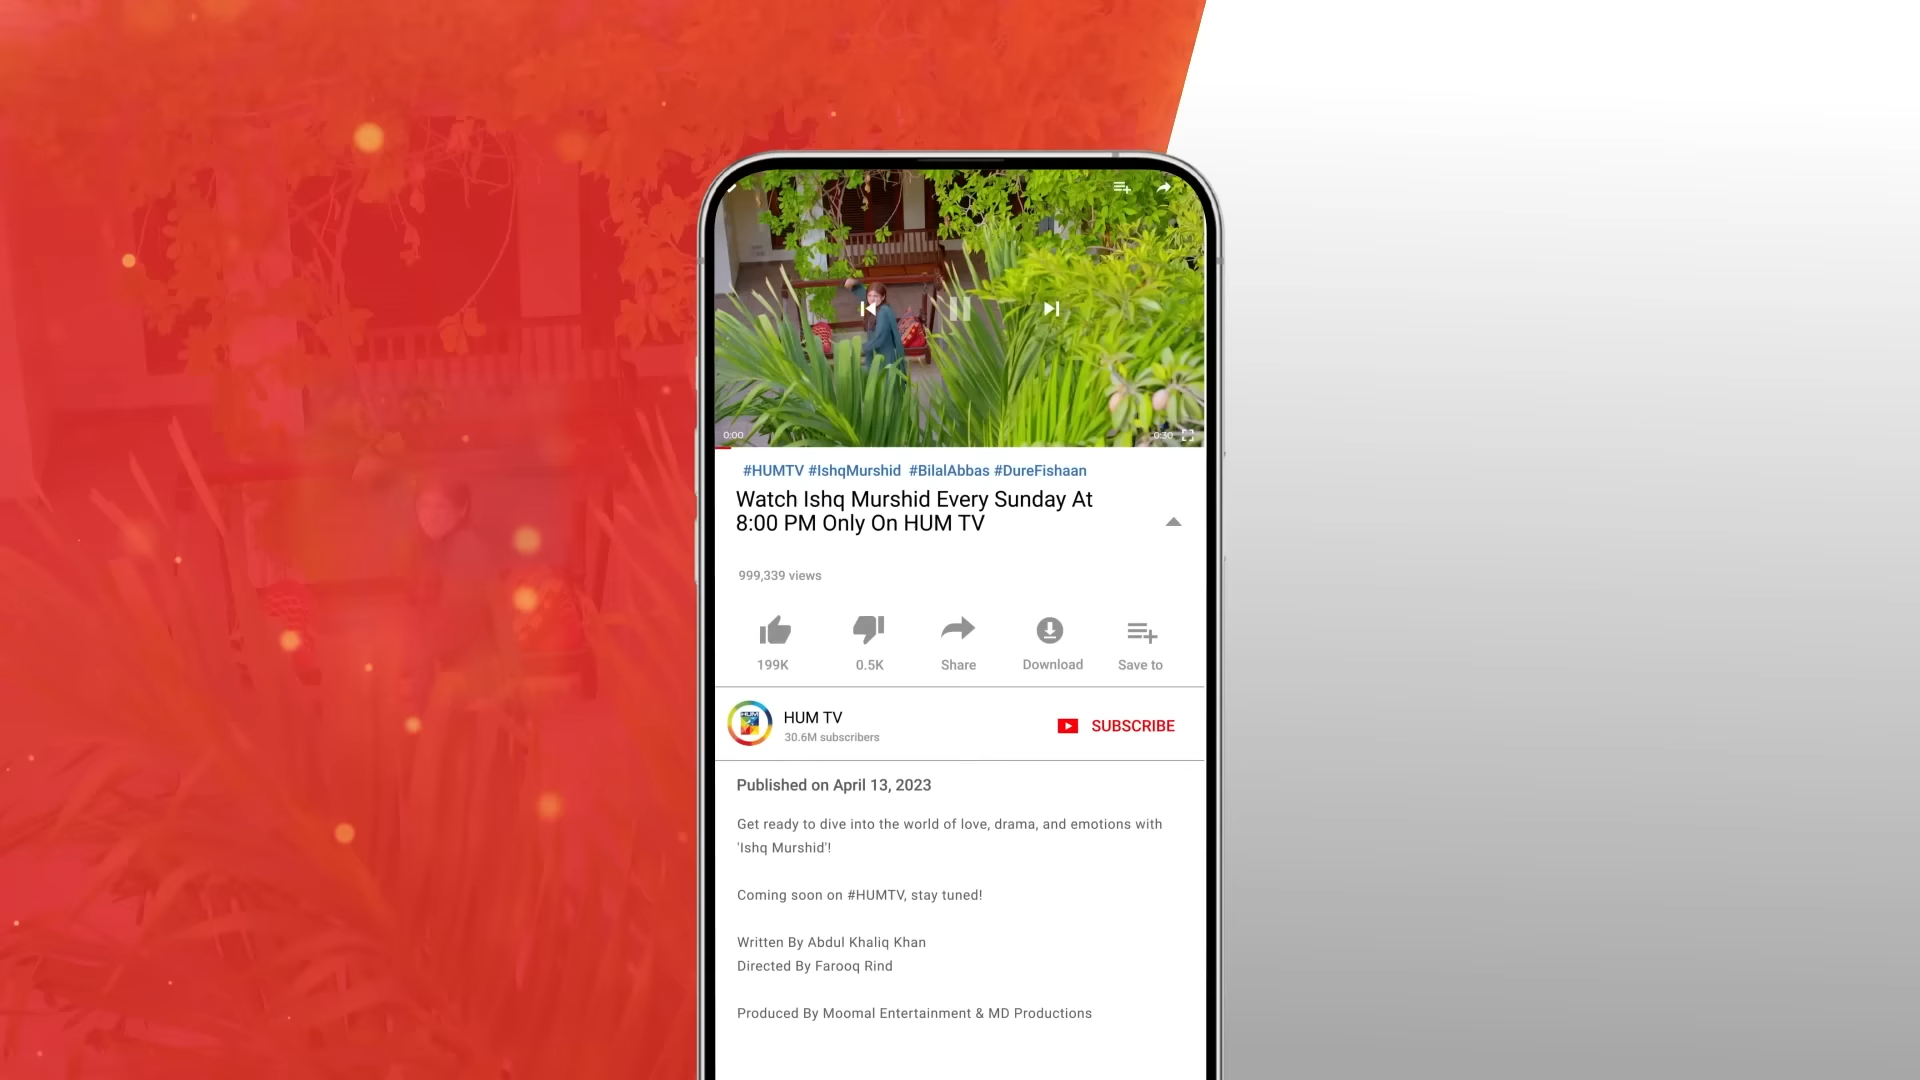 0:00
0:30
#HUMTV #IshqMurshid #BilalAbbas #DureFishaan
Watch Ishq Murshid Every Sunday At
8:00 PM Only On HUM TV
999,339 views
199K
0.5K
Share
Download
Save to
HUM
HUM TV
30.6M subscribers
SUBSCRIBE
Published on April 13, 2023
Get ready to dive into the world of love, drama, and emotions with
'Ishq Murshid'!
Coming soon on #HUMTV, stay tuned!
Written By Abdul Khaliq Khan
Directed By Farooq Rind
Produced By Moomal Entertainment & MD Productions